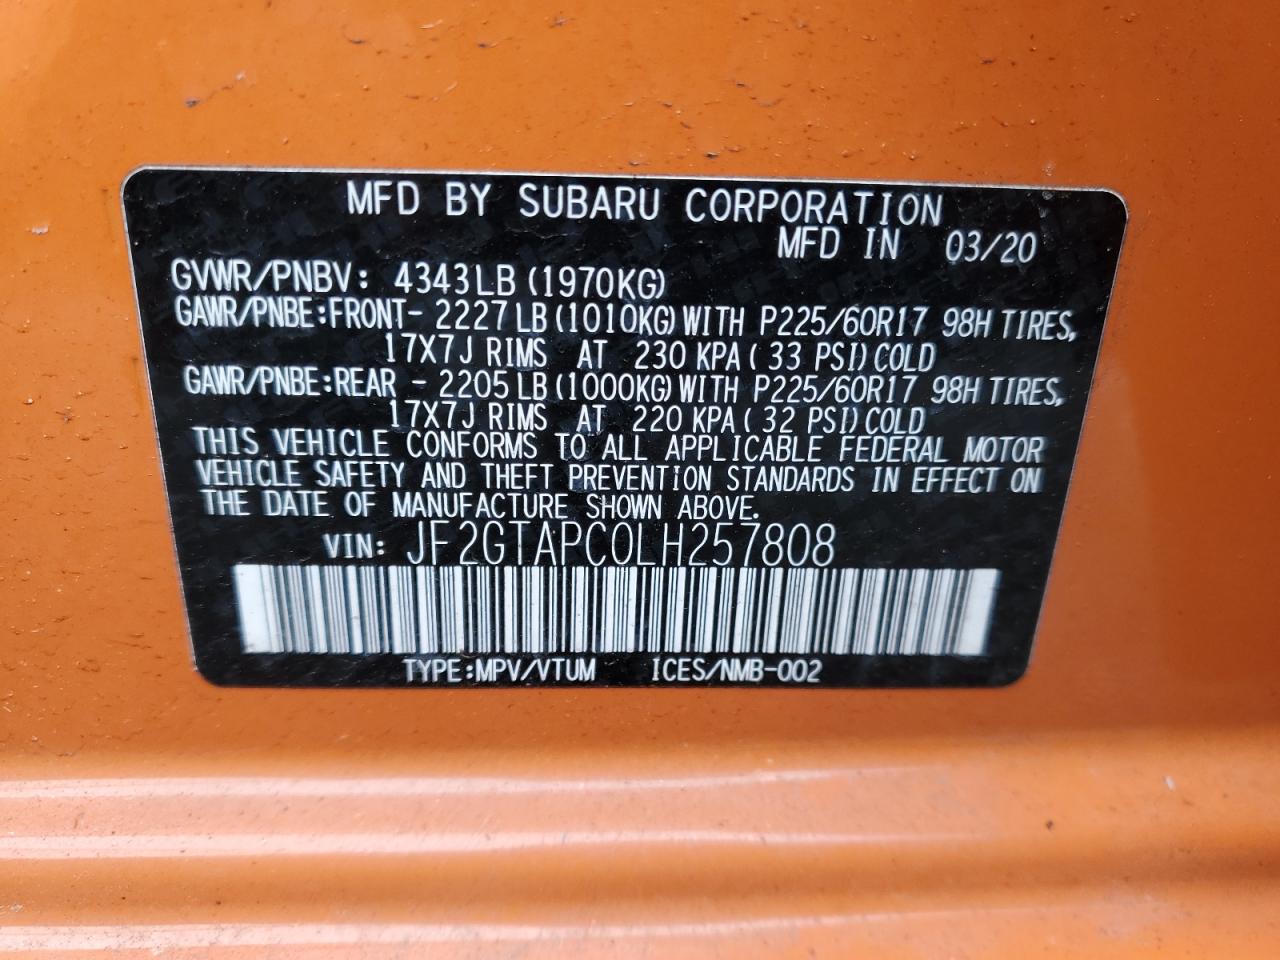 MFD BY SUBARU CORPORATION
MFD IN 03/20
GVWR/PNBV: 4343LB (1970KG)
GAWR/PNBE:FRONT- 2227LB (1010KG) WITH P225/60R17 98H TIRES,
17X7J RIMS AT 230 KPA ( 33 PSI) COLD
GAWR/PNBE:REAR - 2205LB (1000KG) WITH P225/60R17 98H TIRES,
17X7J RIMS AT 220 KPA ( 32 PSI) COLD
THIS VEHICLE CONFORMS TO ALL APPLICABLE FEDERAL MOTOR
VEHICLE SAFETY AND THEFT PREVENTION STANDARDS IN EFFECT ON
THE DATE OF MANUFACTURE SHOWN ABOVE.
VIN: JF2GTAPC0LH257808
TYPE:MPV/VTUM ICES/NMB-002